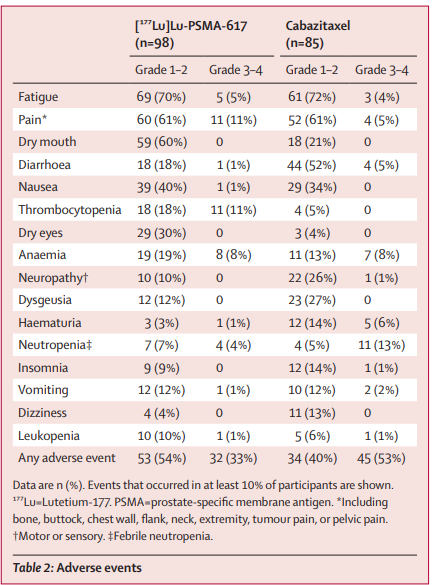 [¹⁷⁷Lu]Lu-PSMA-617 Cabazitaxel
(n=98) (n=85)
Grade 1–2 Grade 3–4 Grade 1–2 Grade 3–4
Fatigue 69 (70%) 5 (5%) 61 (72%) 3 (4%)
Pain* 60 (61%) 11 (11%) 52 (61%) 4 (5%)
Dry mouth 59 (60%) 0 18 (21%) 0
Diarrhoea 18 (18%) 1 (1%) 44 (52%) 4 (5%)
Nausea 39 (40%) 1 (1%) 29 (34%) 0
Thrombocytopenia 18 (18%) 11 (11%) 4 (5%) 0
Dry eyes 29 (30%) 0 3 (4%) 0
Anaemia 19 (19%) 8 (8%) 11 (13%) 7 (8%)
Neuropathy† 10 (10%) 0 22 (26%) 1 (1%)
Dysgeusia 12 (12%) 0 23 (27%) 0
Haematuria 3 (3%) 1 (1%) 12 (14%) 5 (6%)
Neutropenia‡ 7 (7%) 4 (4%) 4 (5%) 11 (13%)
Insomnia 9 (9%) 0 12 (14%) 1 (1%)
Vomiting 12 (12%) 1 (1%) 10 (12%) 2 (2%)
Dizziness 4 (4%) 0 11 (13%) 0
Leukopenia 10 (10%) 1 (1%) 5 (6%) 1 (1%)
Any adverse event 53 (54%) 32 (33%) 34 (40%) 45 (53%)
Data are n (%). Events that occurred in at least 10% of participants are shown.
¹⁷⁷Lu=Lutetium-177. PSMA=prostate-specific membrane antigen. *Including
bone, buttock, chest wall, flank, neck, extremity, tumour pain, or pelvic pain.
†Motor or sensory. ‡Febrile neutropenia.
Table 2: Adverse events